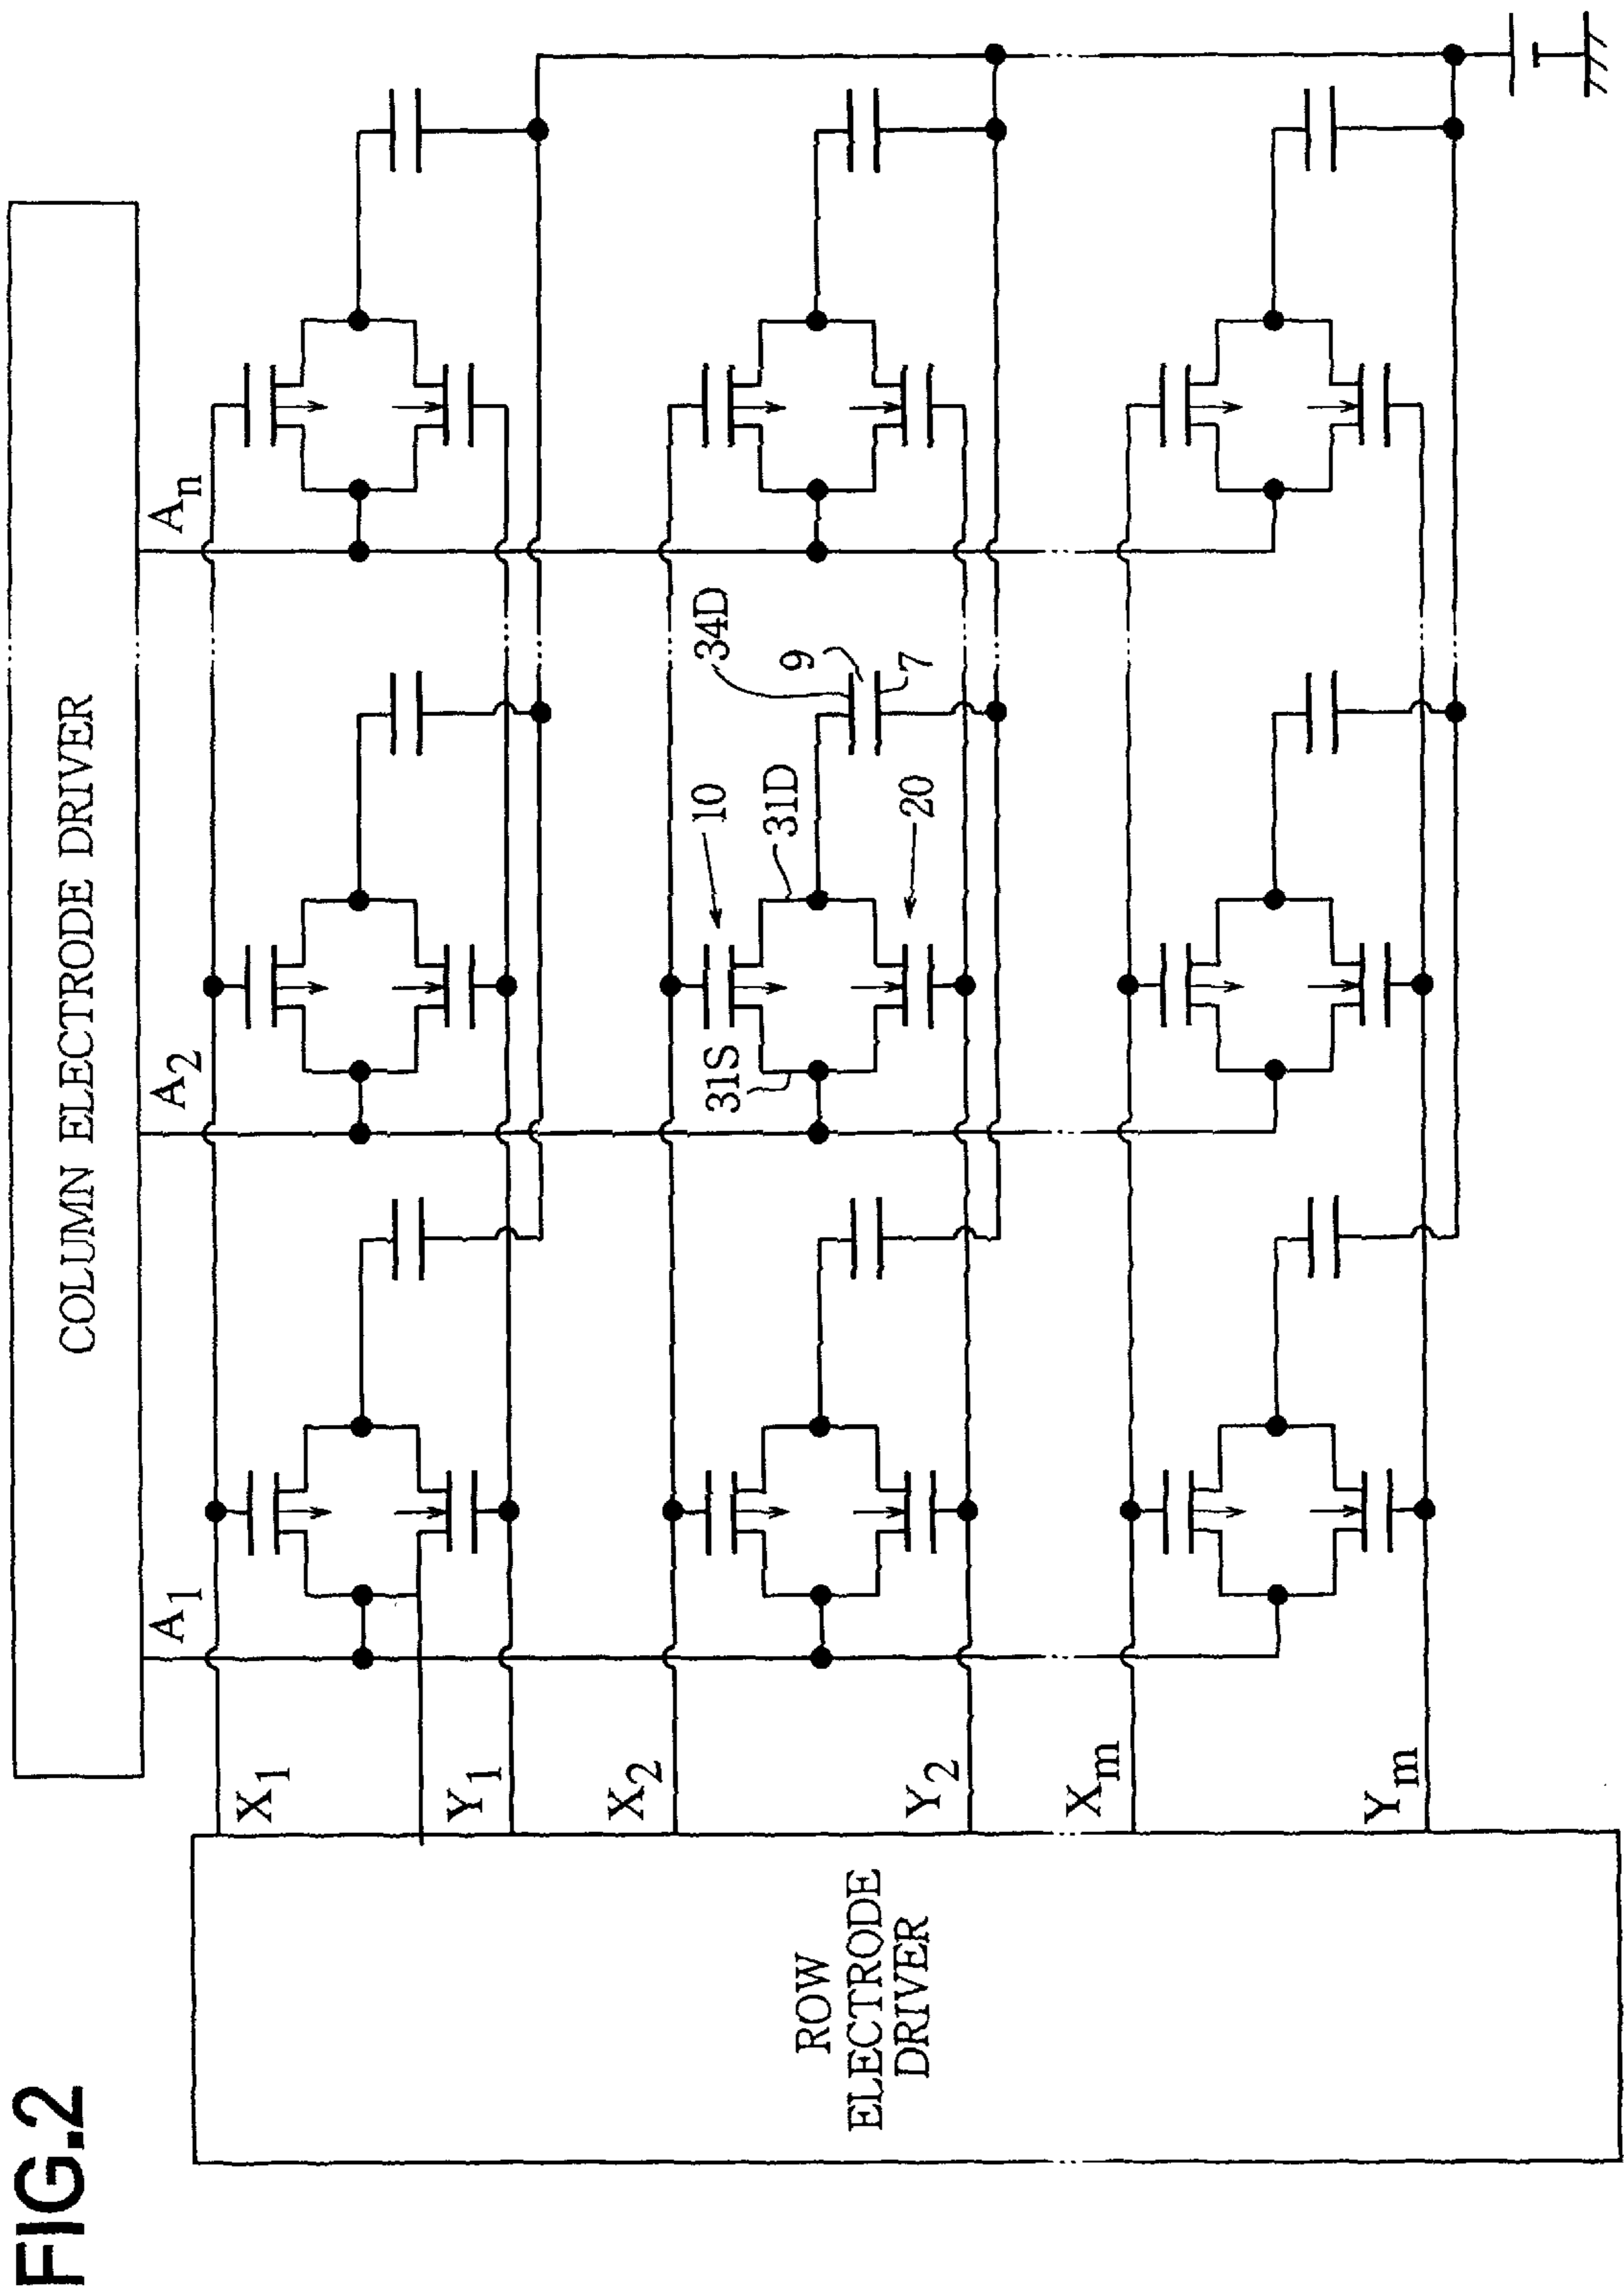 FIG.2
COLUMN ELECTRODE DRIVER
A1
A2
An
ROW
ELECTRODE
DRIVER
X1
Y1
X2
Y2
Xm
Ym
10
20
31S
31D
34D
9
7